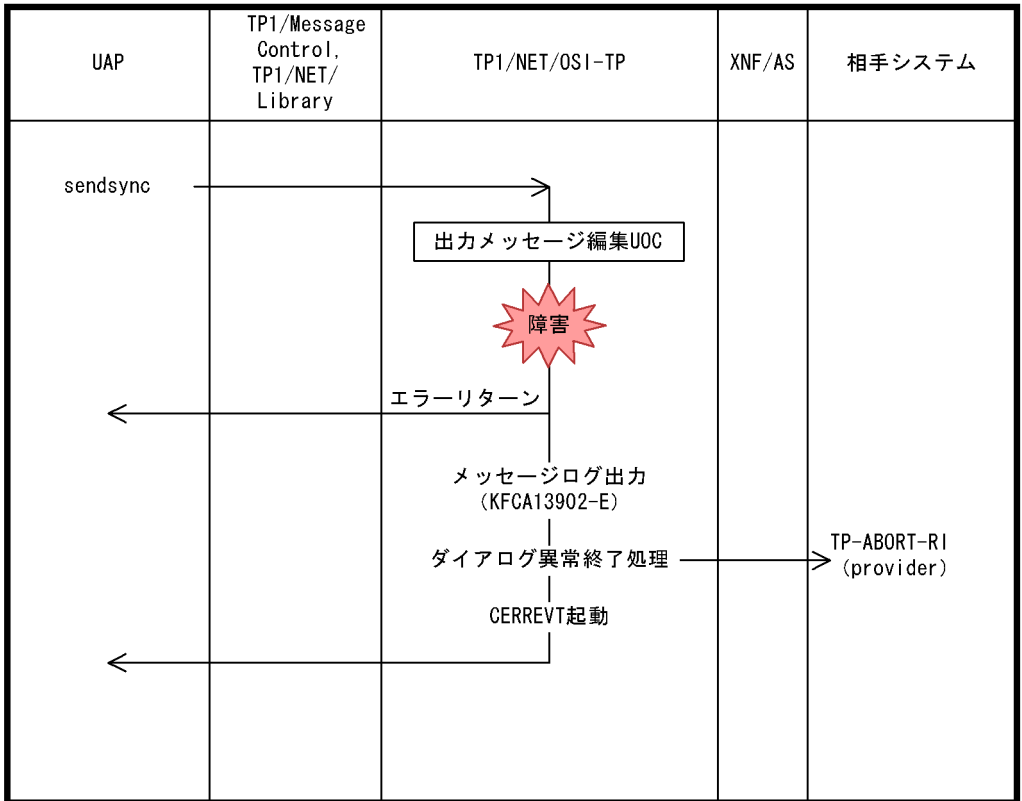 UAP
TP1/Message
Control,
TP1/NET/
Library
TP1/NET/OSI-TP
XNF/AS
相手システム
sendsync
出力メッセージ編集UOC
障害
エラーリターン
メッセージログ出力
(KFCA13902-E)
ダイアログ異常終了処理
TP-ABORT-RI
(provider)
CERREVT起動